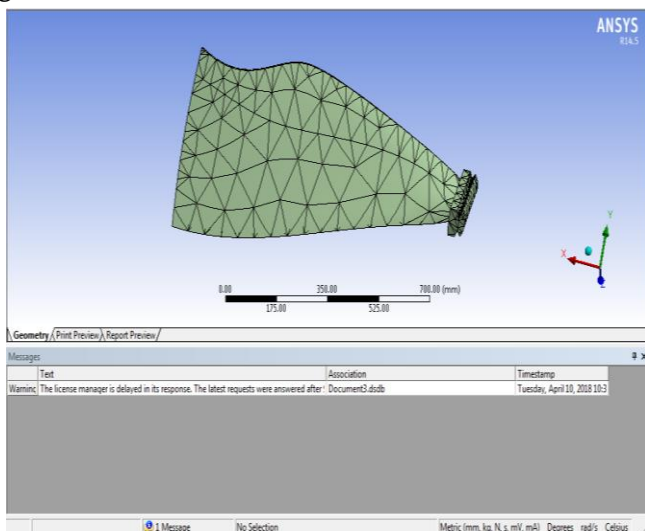 ANSYS
R14.5
Y
X
Z
0.00 350.00 700.00 (mm)
175.00 525.00
Geometry Print Preview Report Preview
Messages
Text Association Timestamp
Warning The license manager is delayed in its response. The latest requests were answered after Document3.dsdb Tuesday, April 10, 2018 10:3
1 Message No Selection Metric (mm, kg, N, s, mV, mA) Degrees rad/s Celsius